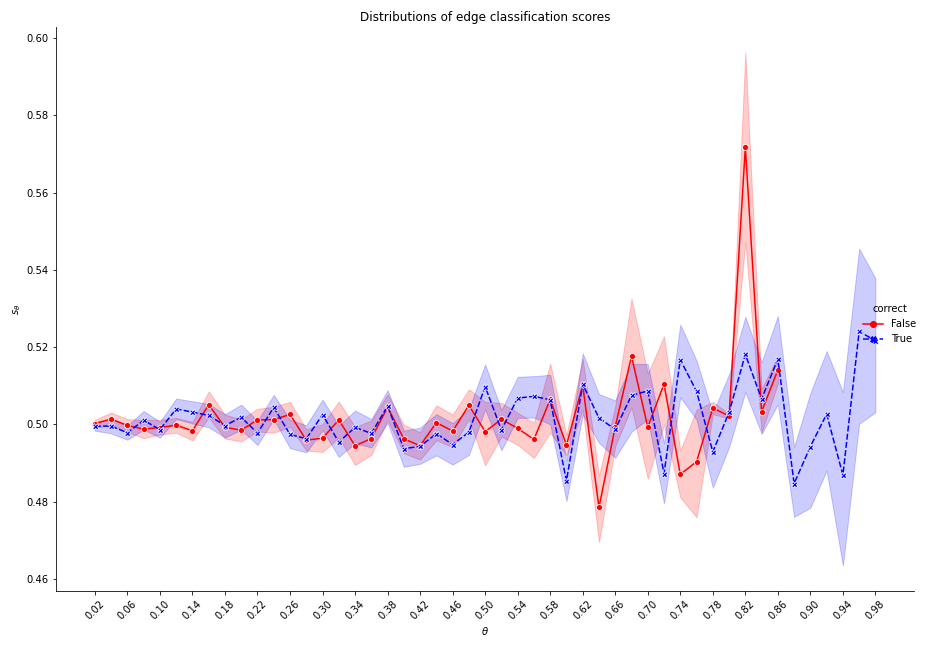 Distributions of edge classification scores
0.60
0.58
0.56
0.54
0.52
0.50
0.48
0.46
s_θ
correct
False
True
0.02 0.06 0.10 0.14 0.18 0.22 0.26 0.30 0.34 0.38 0.42 0.46 0.50 0.54 0.58 0.62 0.66 0.70 0.74 0.78 0.82 0.86 0.90 0.94 0.98
θ